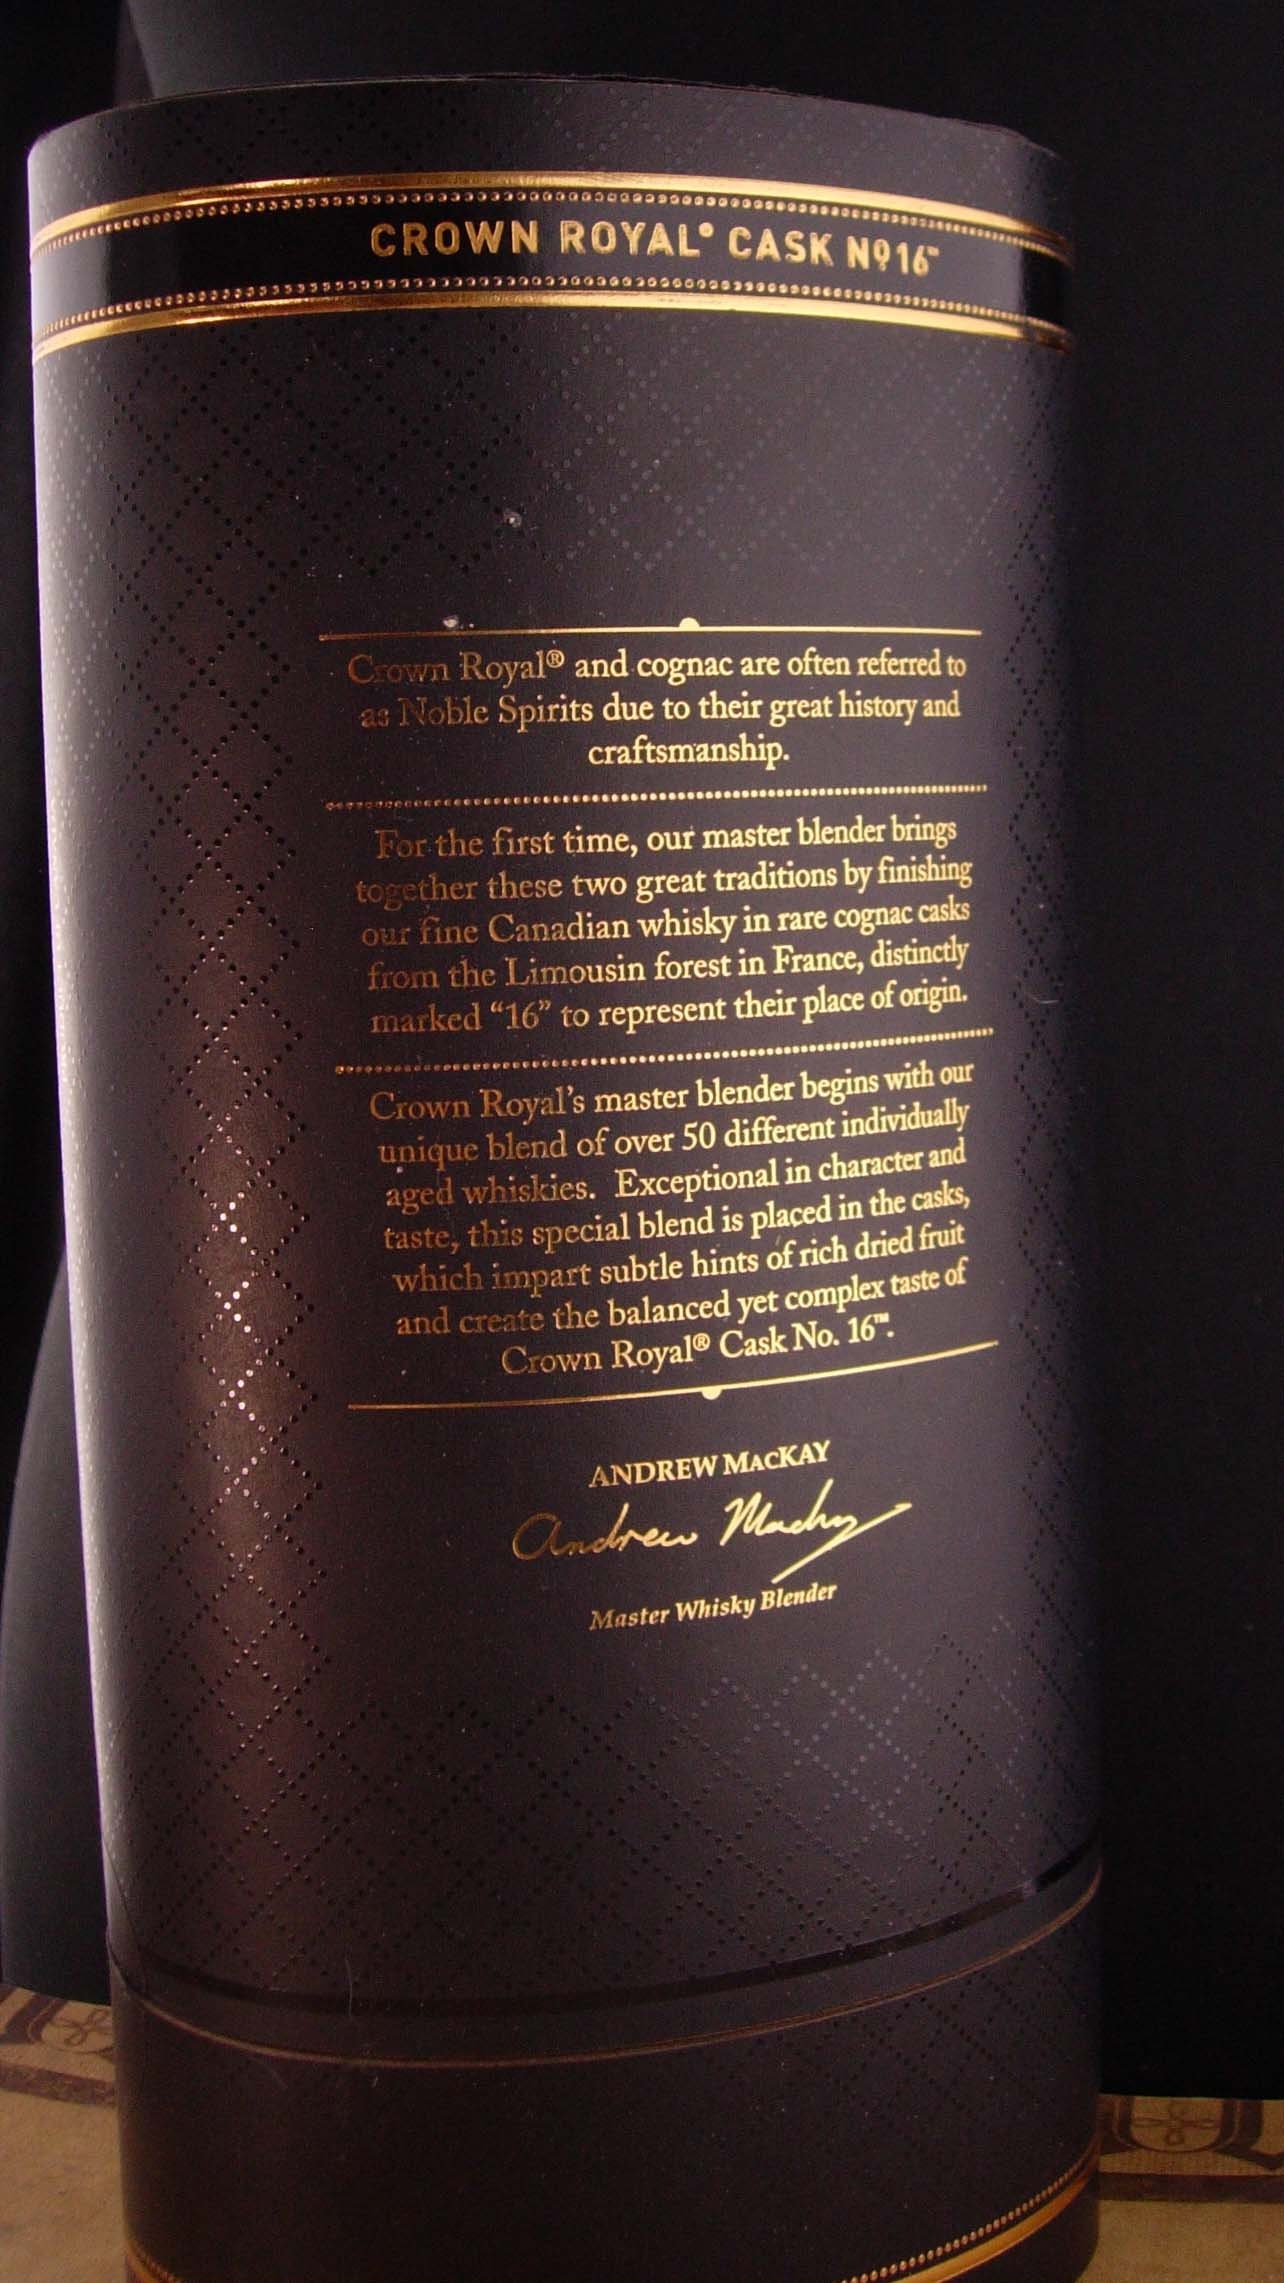 CROWN ROYAL® CASK Nº16™
Crown Royal® and cognac are often referred to
as Noble Spirits due to their great history and
craftsmanship.
For the first time, our master blender brings
together these two great traditions by finishing
our fine Canadian whisky in rare cognac casks
from the Limousin forest in France, distinctly
marked “16” to represent their place of origin.
Crown Royal’s master blender begins with our
unique blend of over 50 different individually
aged whiskies. Exceptional in character and
taste, this special blend is placed in the casks,
which impart subtle hints of rich dried fruit
and create the balanced yet complex taste of
Crown Royal® Cask No. 16™.
ANDREW MACKAY
Andrew MacKay
Master Whisky Blender